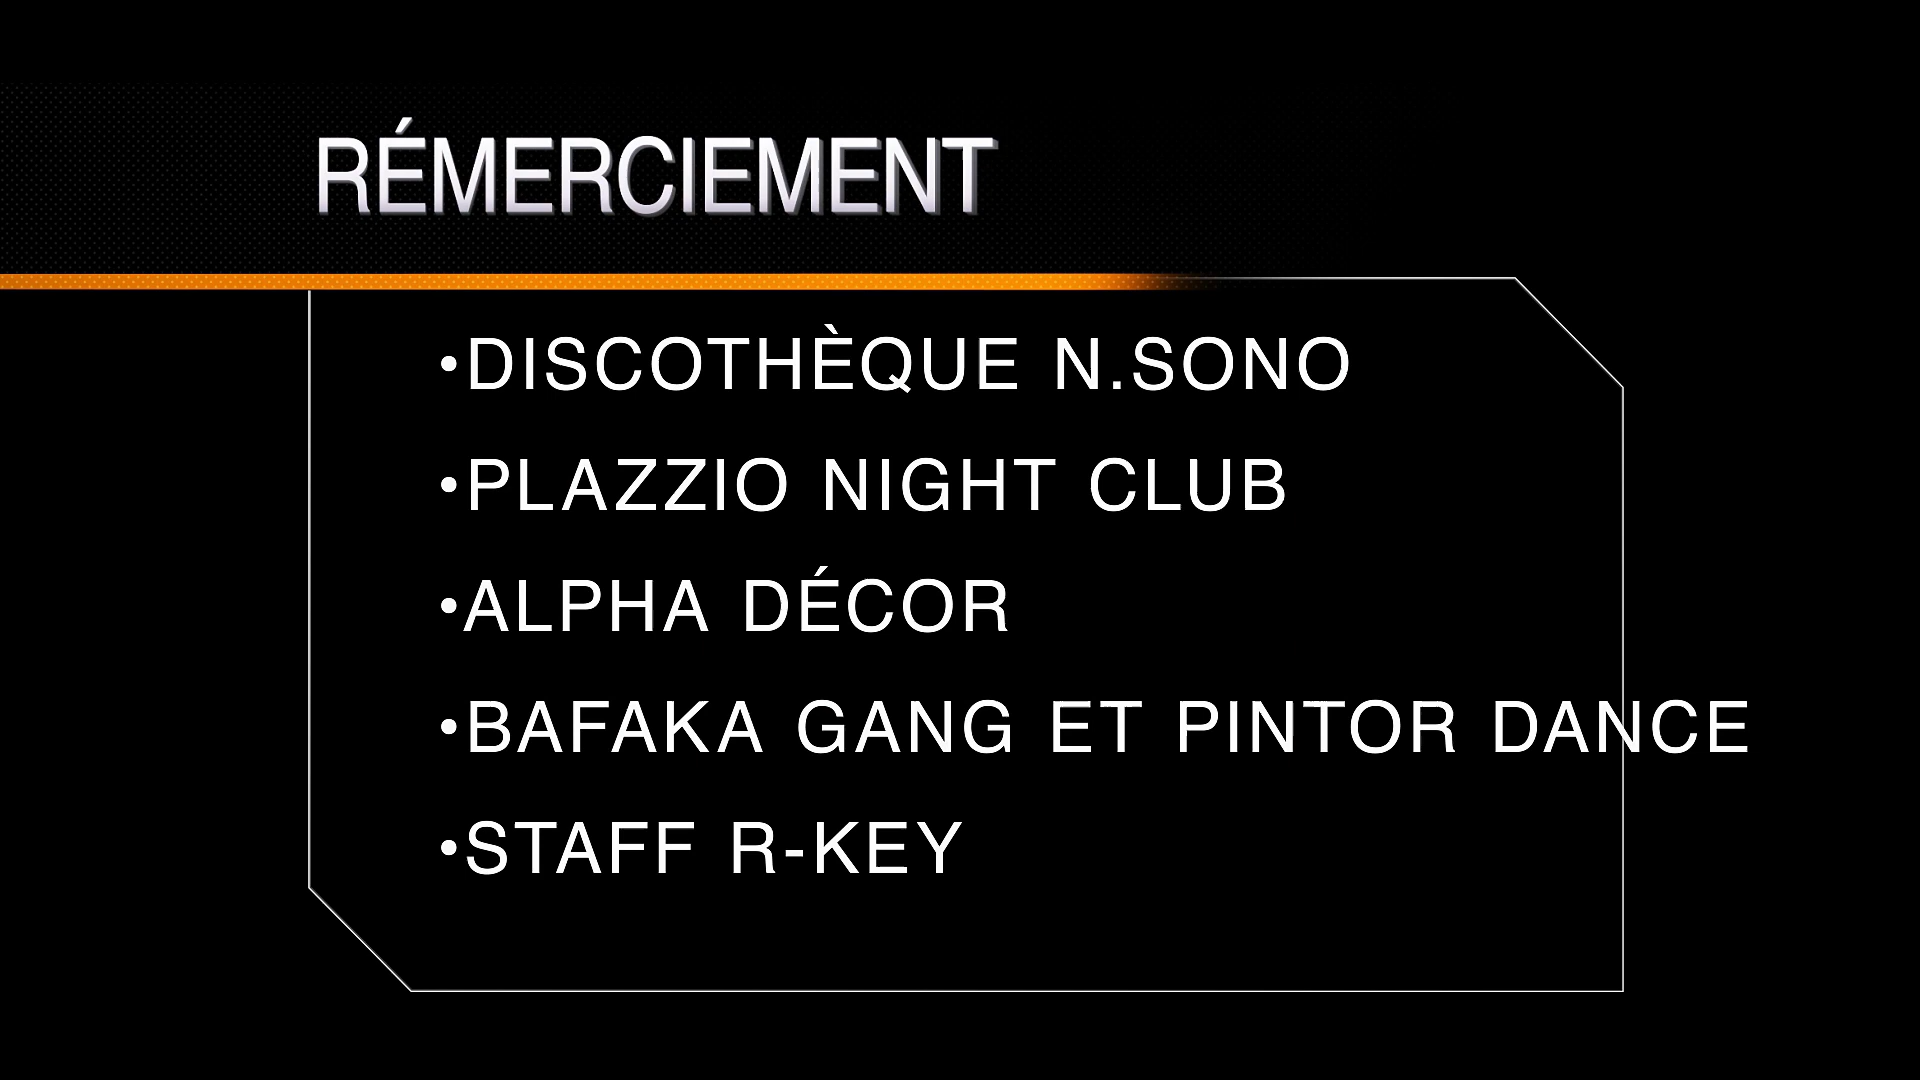 RÉMERCIEMENT
•DISCOTHÈQUE N.SONO
•PLAZZIO NIGHT CLUB
•ALPHA DÉCOR
•BAFAKA GANG ET PINTOR DANCE
•STAFF R-KEY